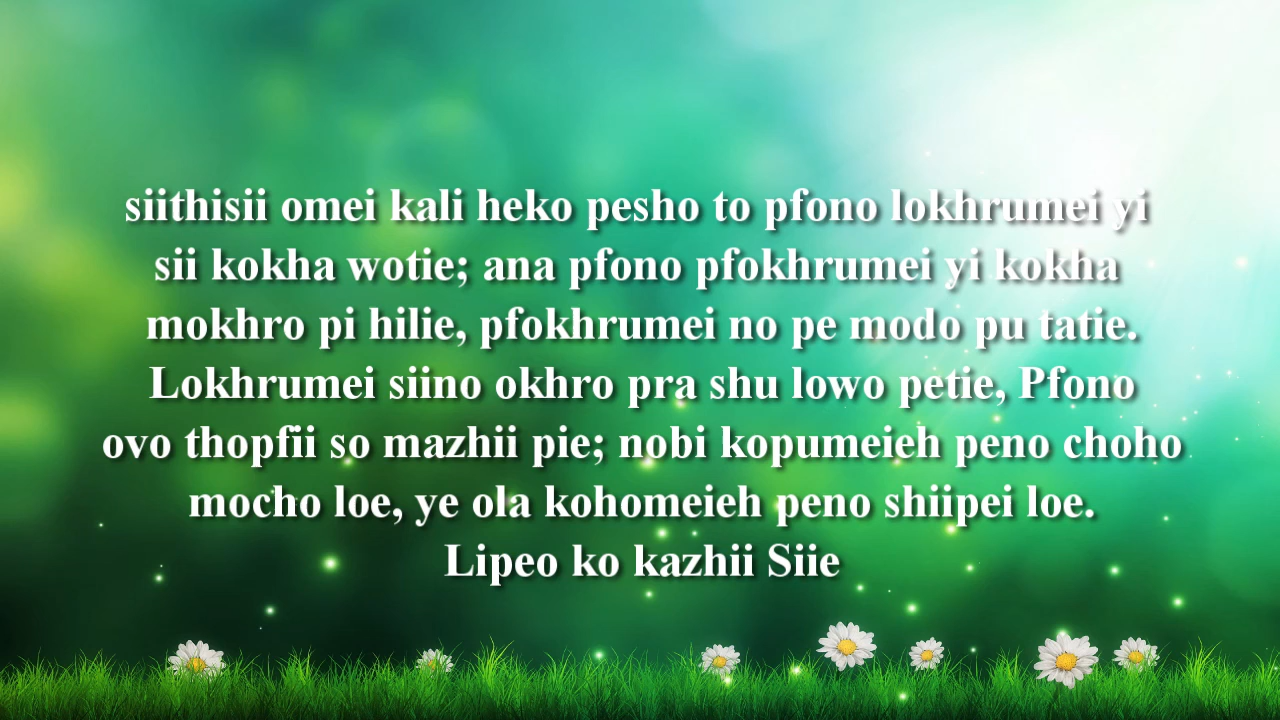 siithisii omei kali heko pesho to pfono lokhrumei yi
sii kokha wotie; ana pfono pfokhrumei yi kokha
mokhro pi hilie, pfokhrumei no pe modo pu tatie.
Lokhrumei siino okhro pra shu lowo petie, Pfono
ovo thopfii so mazhii pie; nobi kopumeieh peno choho
mocho loe, ye ola kohomeieh peno shiipei loe.
Lipeo ko kazhii Siie